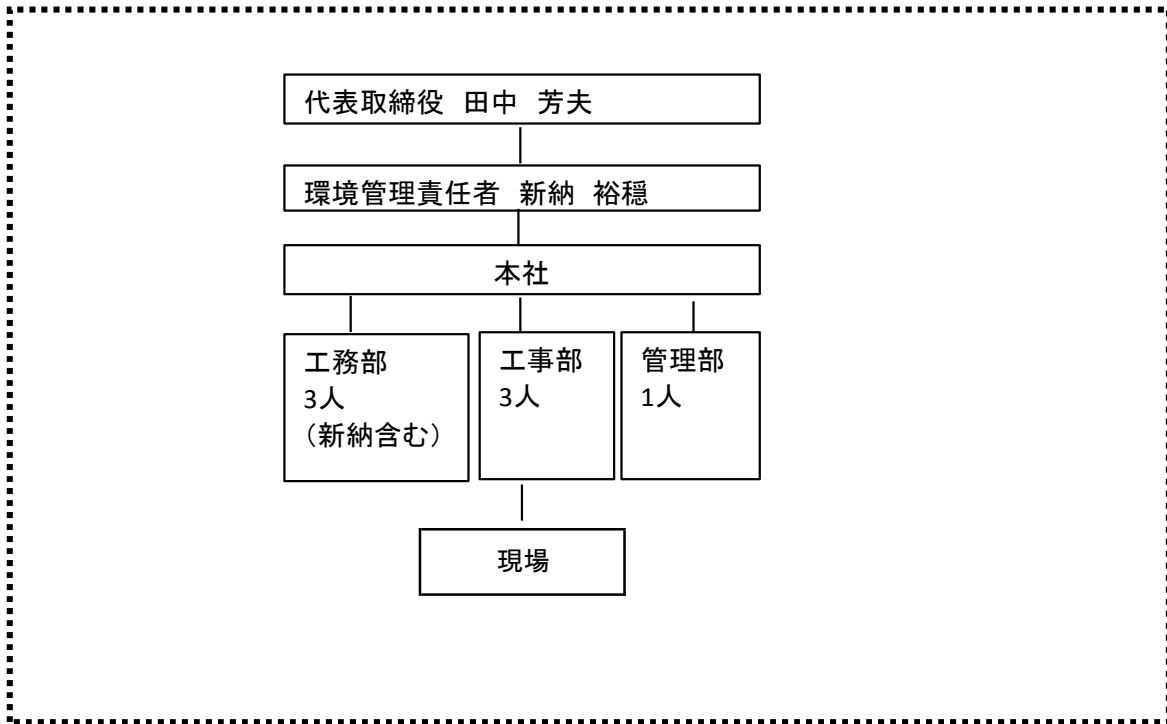 代表取締役 田中 芳夫
環境管理責任者 新納 裕穏
本社
工務部
3人
（新納含む）
工事部
3人
管理部
1人
現場